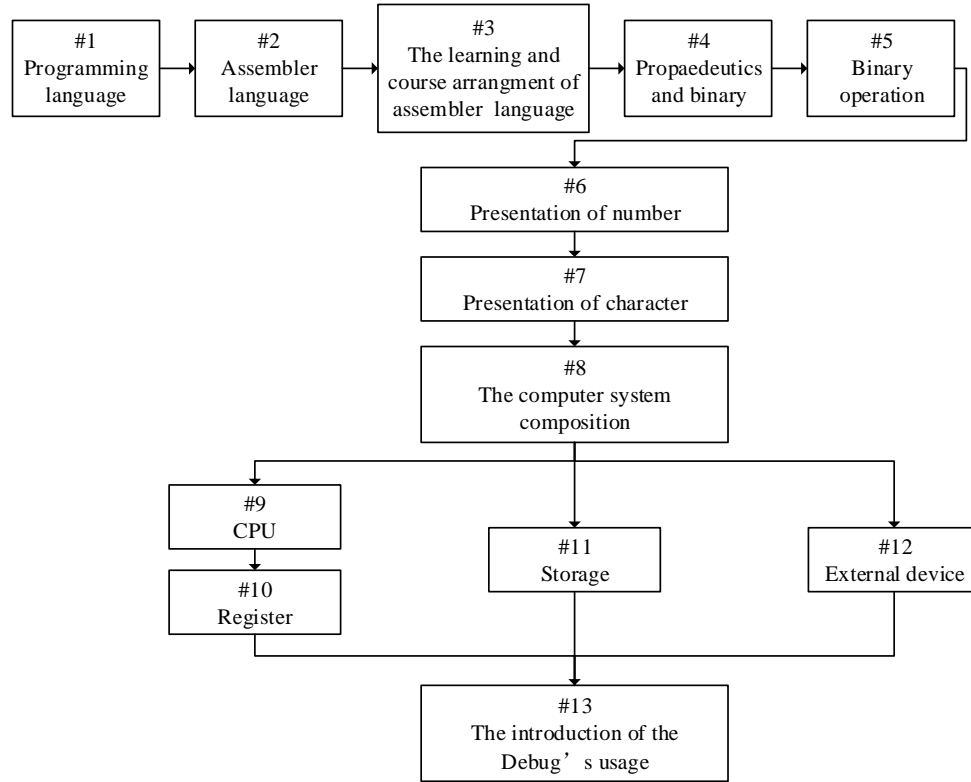 #1
Programming
language
#2
Assembler
language
#3
The learning and
course arrangment of
assembler language
#4
Propaedeutics
and binary
#5
Binary
operation
#6
Presentation of number
#7
Presentation of character
#8
The computer system
composition
#9
CPU
#10
Register
#11
Storage
#12
External device
#13
The introduction of the
Debug’s usage